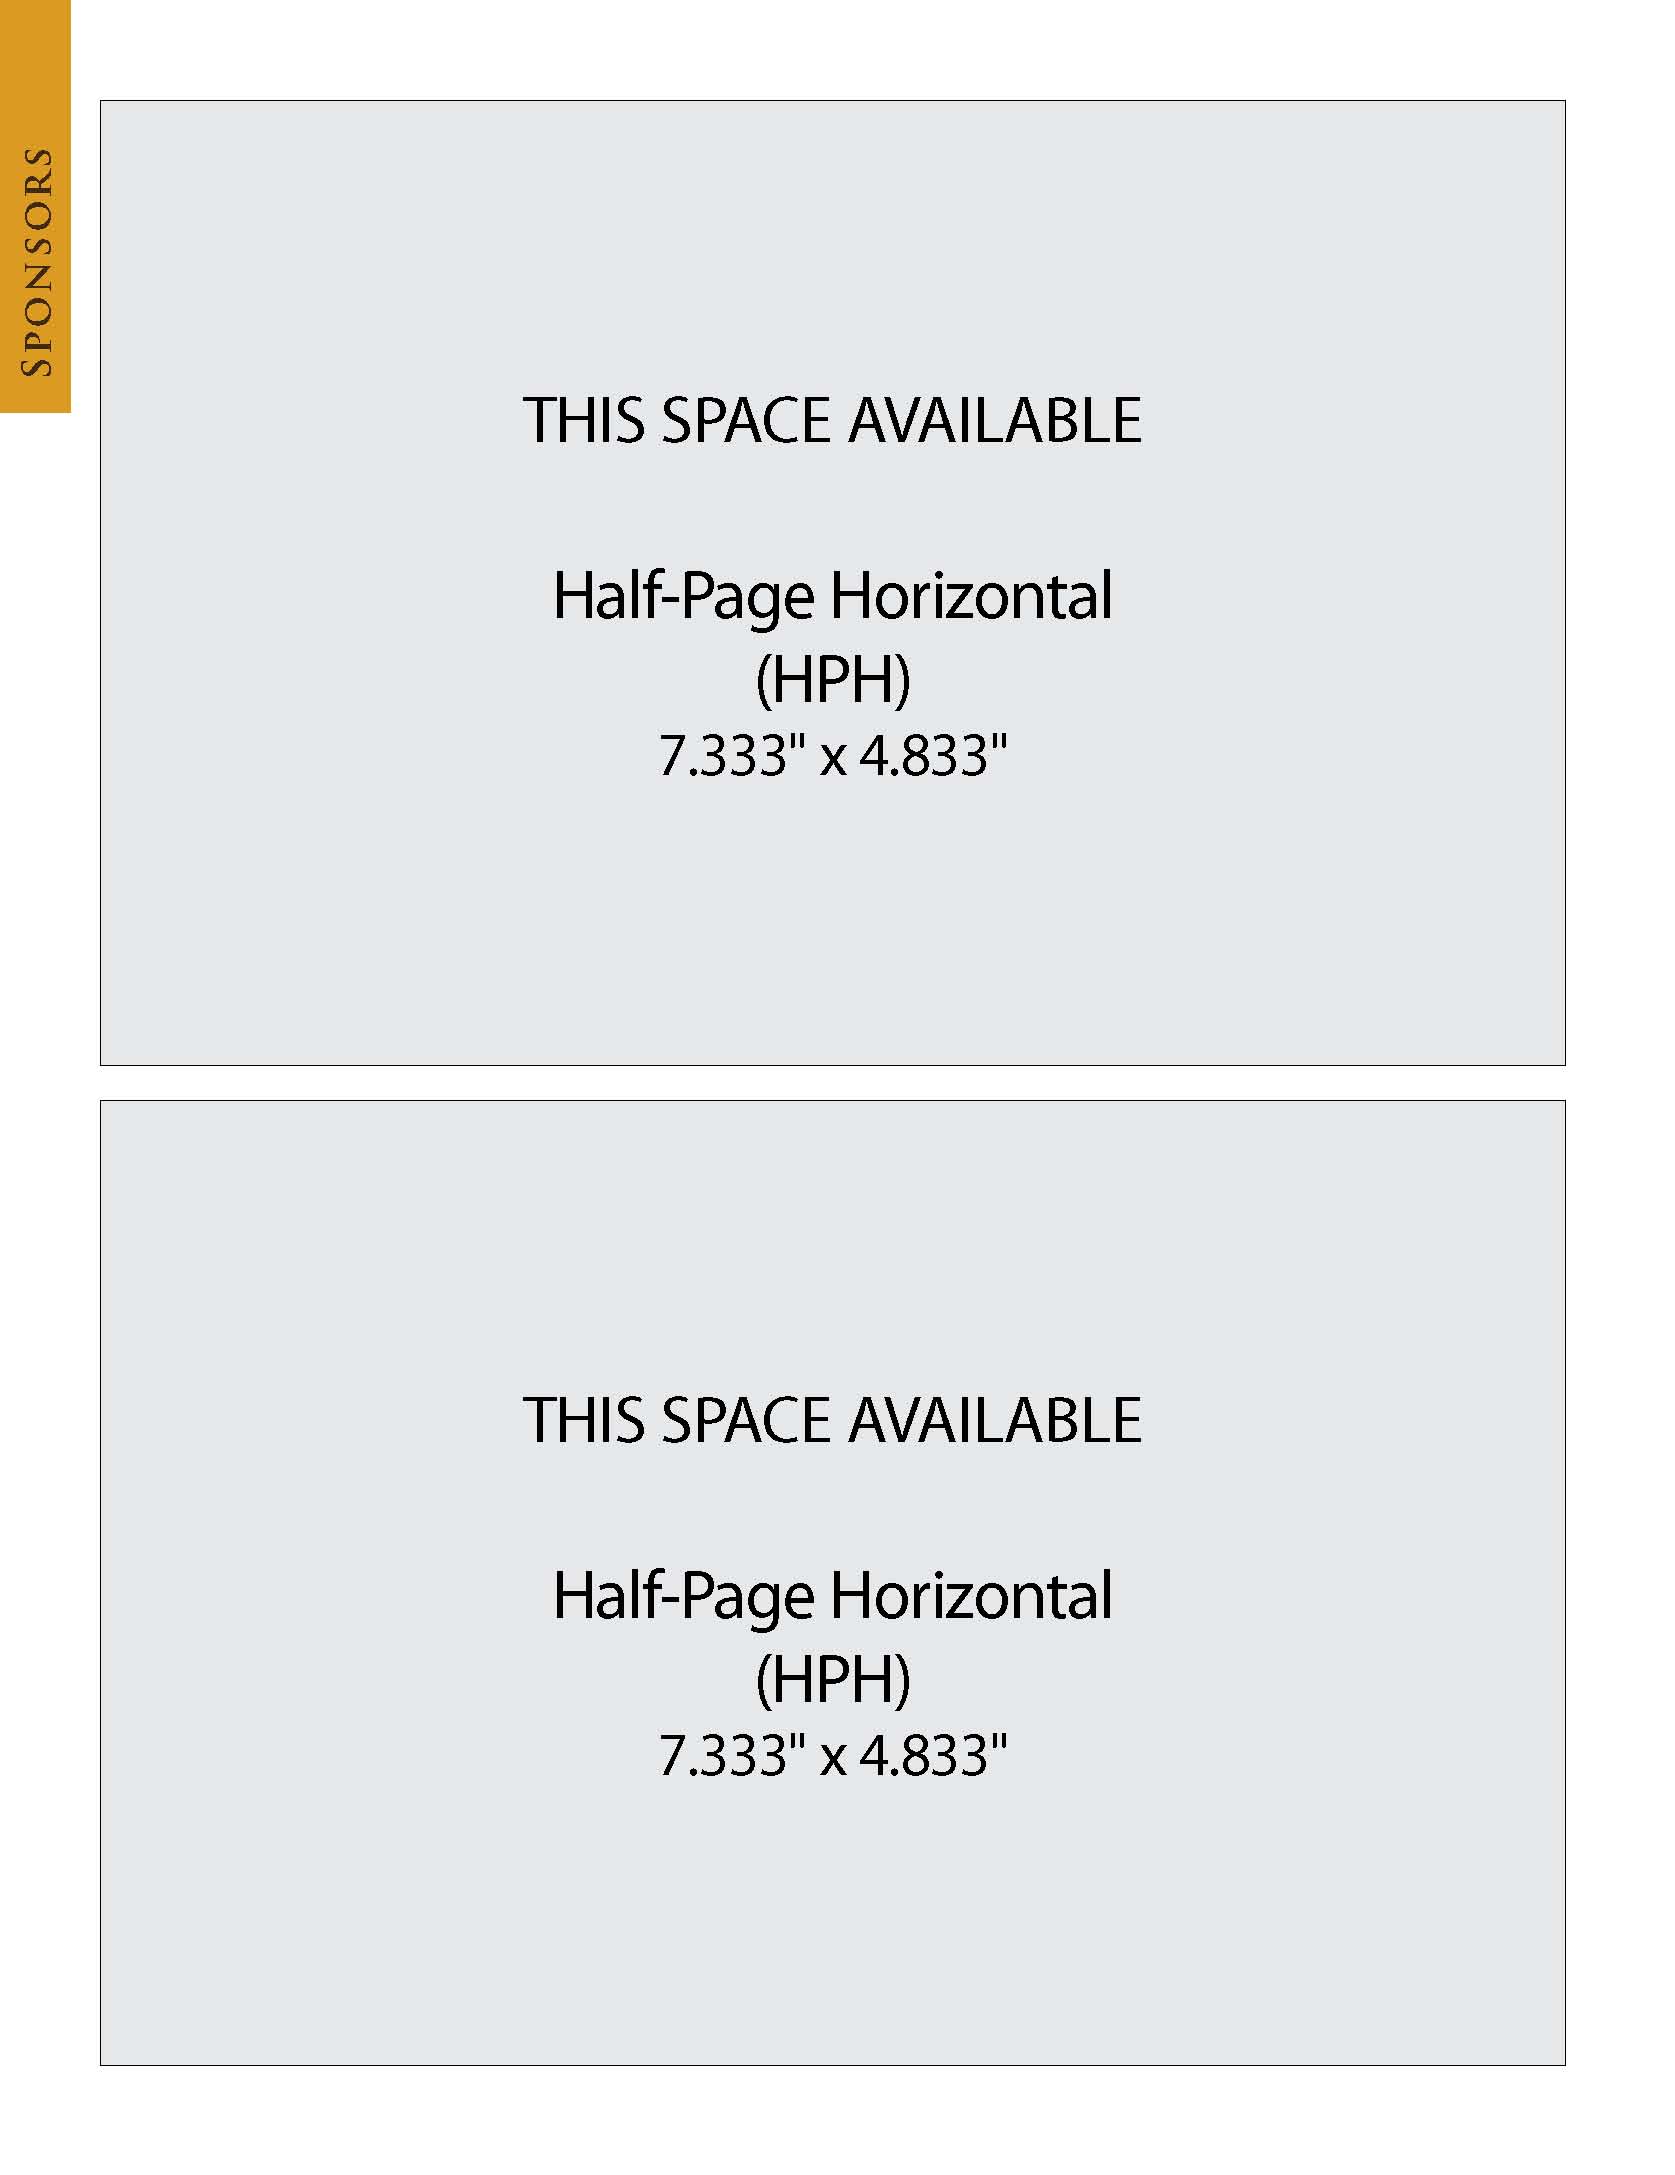 SPONSORS
THIS SPACE AVAILABLE
Half-Page Horizontal
(HPH)
7.333" x 4.833"
THIS SPACE AVAILABLE
Half-Page Horizontal
(HPH)
7.333" x 4.833"